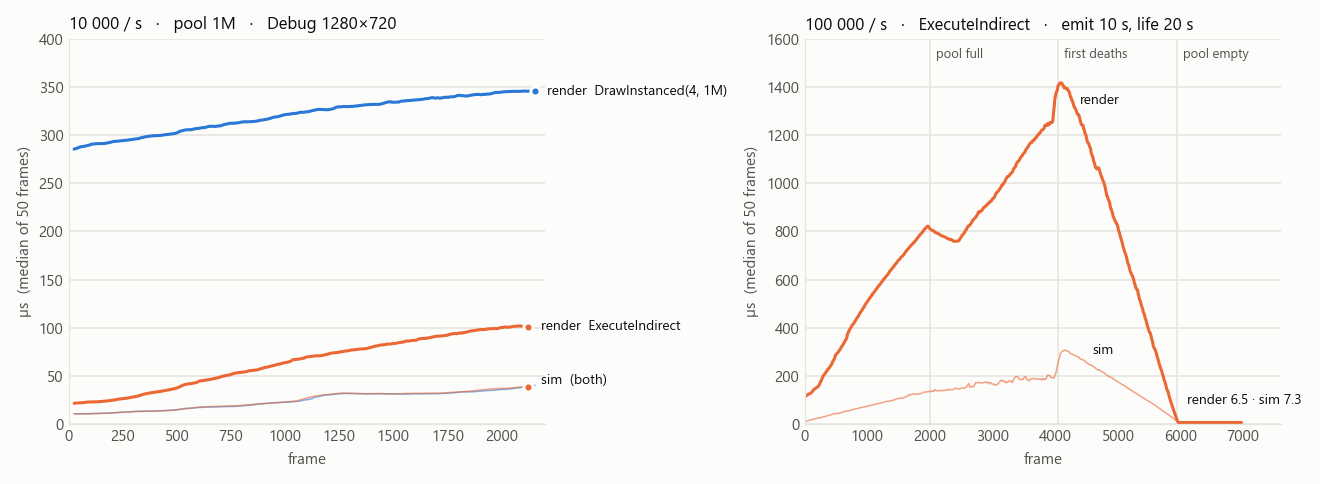 10 000 / s · pool 1M · Debug 1280×720
400
350
300
250
200
150
100
50
0
µs (median of 50 frames)
render DrawInstanced(4, 1M)
render ExecuteIndirect
sim (both)
0 250 500 750 1000 1250 1500 1750 2000
frame
100 000 / s · ExecuteIndirect · emit 10 s, life 20 s
1600
1400
1200
1000
800
600
400
200
0
µs (median of 50 frames)
pool full first deaths pool empty
render
sim
render 6.5 · sim 7.3
0 1000 2000 3000 4000 5000 6000 7000
frame